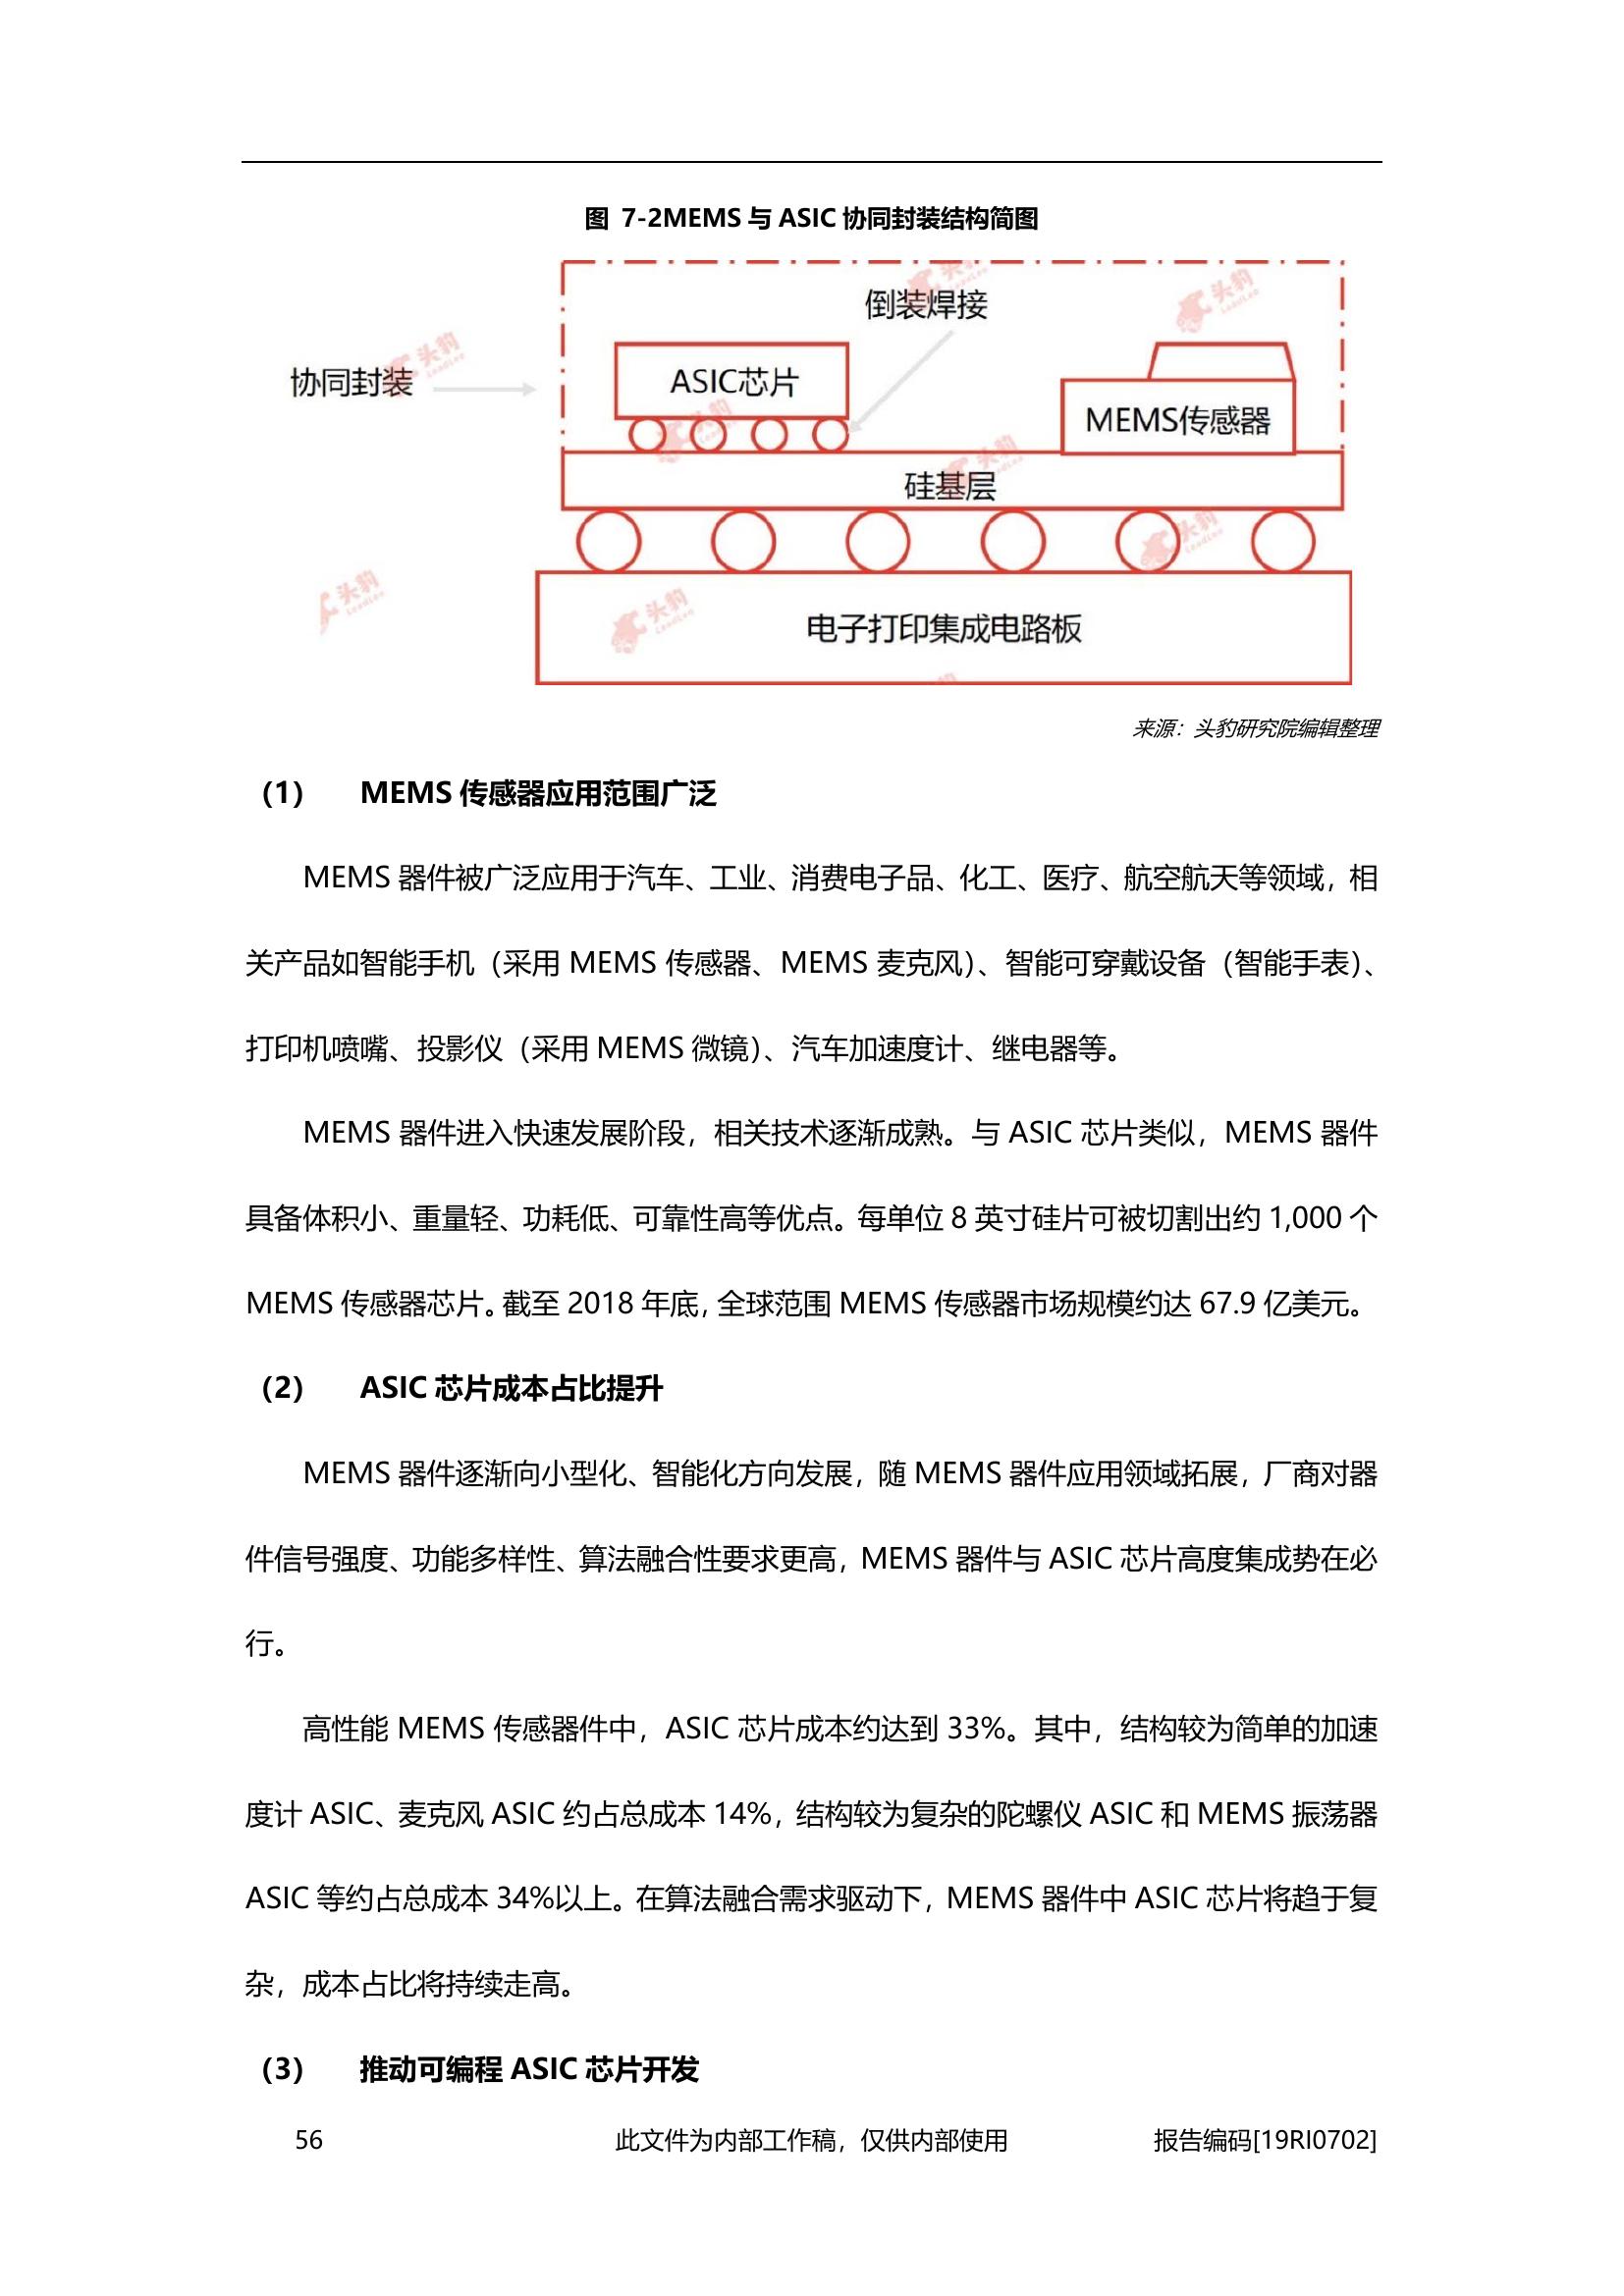 图 7-2MEMS 与 ASIC 协同封装结构简图
倒装焊接
协同封装
ASIC芯片
MEMS传感器
硅基层
电子打印集成电路板
头豹
LeadLeo
来源：头豹研究院编辑整理
（1） MEMS 传感器应用范围广泛
MEMS 器件被广泛应用于汽车、工业、消费电子品、化工、医疗、航空航天等领域，相
关产品如智能手机（采用 MEMS 传感器、MEMS 麦克风）、智能可穿戴设备（智能手表）、
打印机喷嘴、投影仪（采用 MEMS 微镜）、汽车加速度计、继电器等。
MEMS 器件进入快速发展阶段，相关技术逐渐成熟。与 ASIC 芯片类似，MEMS 器件
具备体积小、重量轻、功耗低、可靠性高等优点。每单位 8 英寸硅片可被切割出约 1,000 个
MEMS 传感器芯片。截至 2018 年底，全球范围 MEMS 传感器市场规模约达 67.9 亿美元。
（2） ASIC 芯片成本占比提升
MEMS 器件逐渐向小型化、智能化方向发展，随 MEMS 器件应用领域拓展，厂商对器
件信号强度、功能多样性、算法融合性要求更高，MEMS 器件与 ASIC 芯片高度集成势在必
行。
高性能 MEMS 传感器件中，ASIC 芯片成本约达到 33%。其中，结构较为简单的加速
度计 ASIC、麦克风 ASIC 约占总成本 14%，结构较为复杂的陀螺仪 ASIC 和 MEMS 振荡器
ASIC 等约占总成本 34%以上。在算法融合需求驱动下，MEMS 器件中 ASIC 芯片将趋于复
杂，成本占比将持续走高。
（3） 推动可编程 ASIC 芯片开发
56 此文件为内部工作稿，仅供内部使用 报告编码[19RI0702]